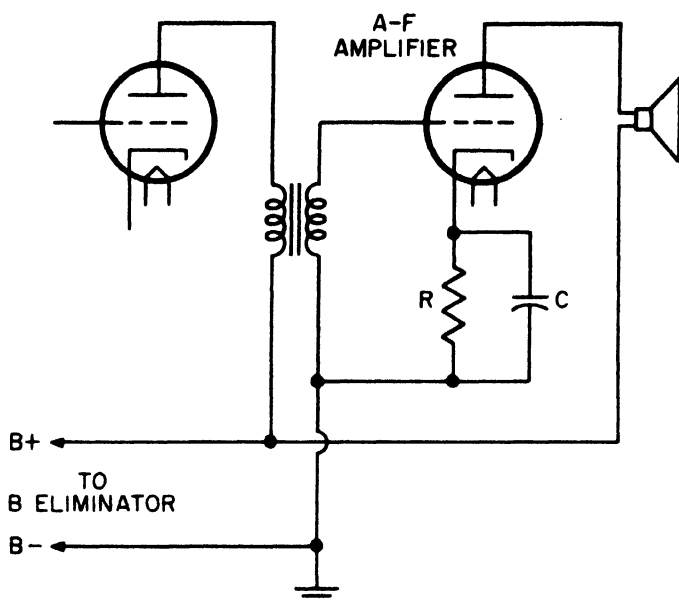 A-F
AMPLIFIER
R
C
B+
TO
B ELIMINATOR
B-